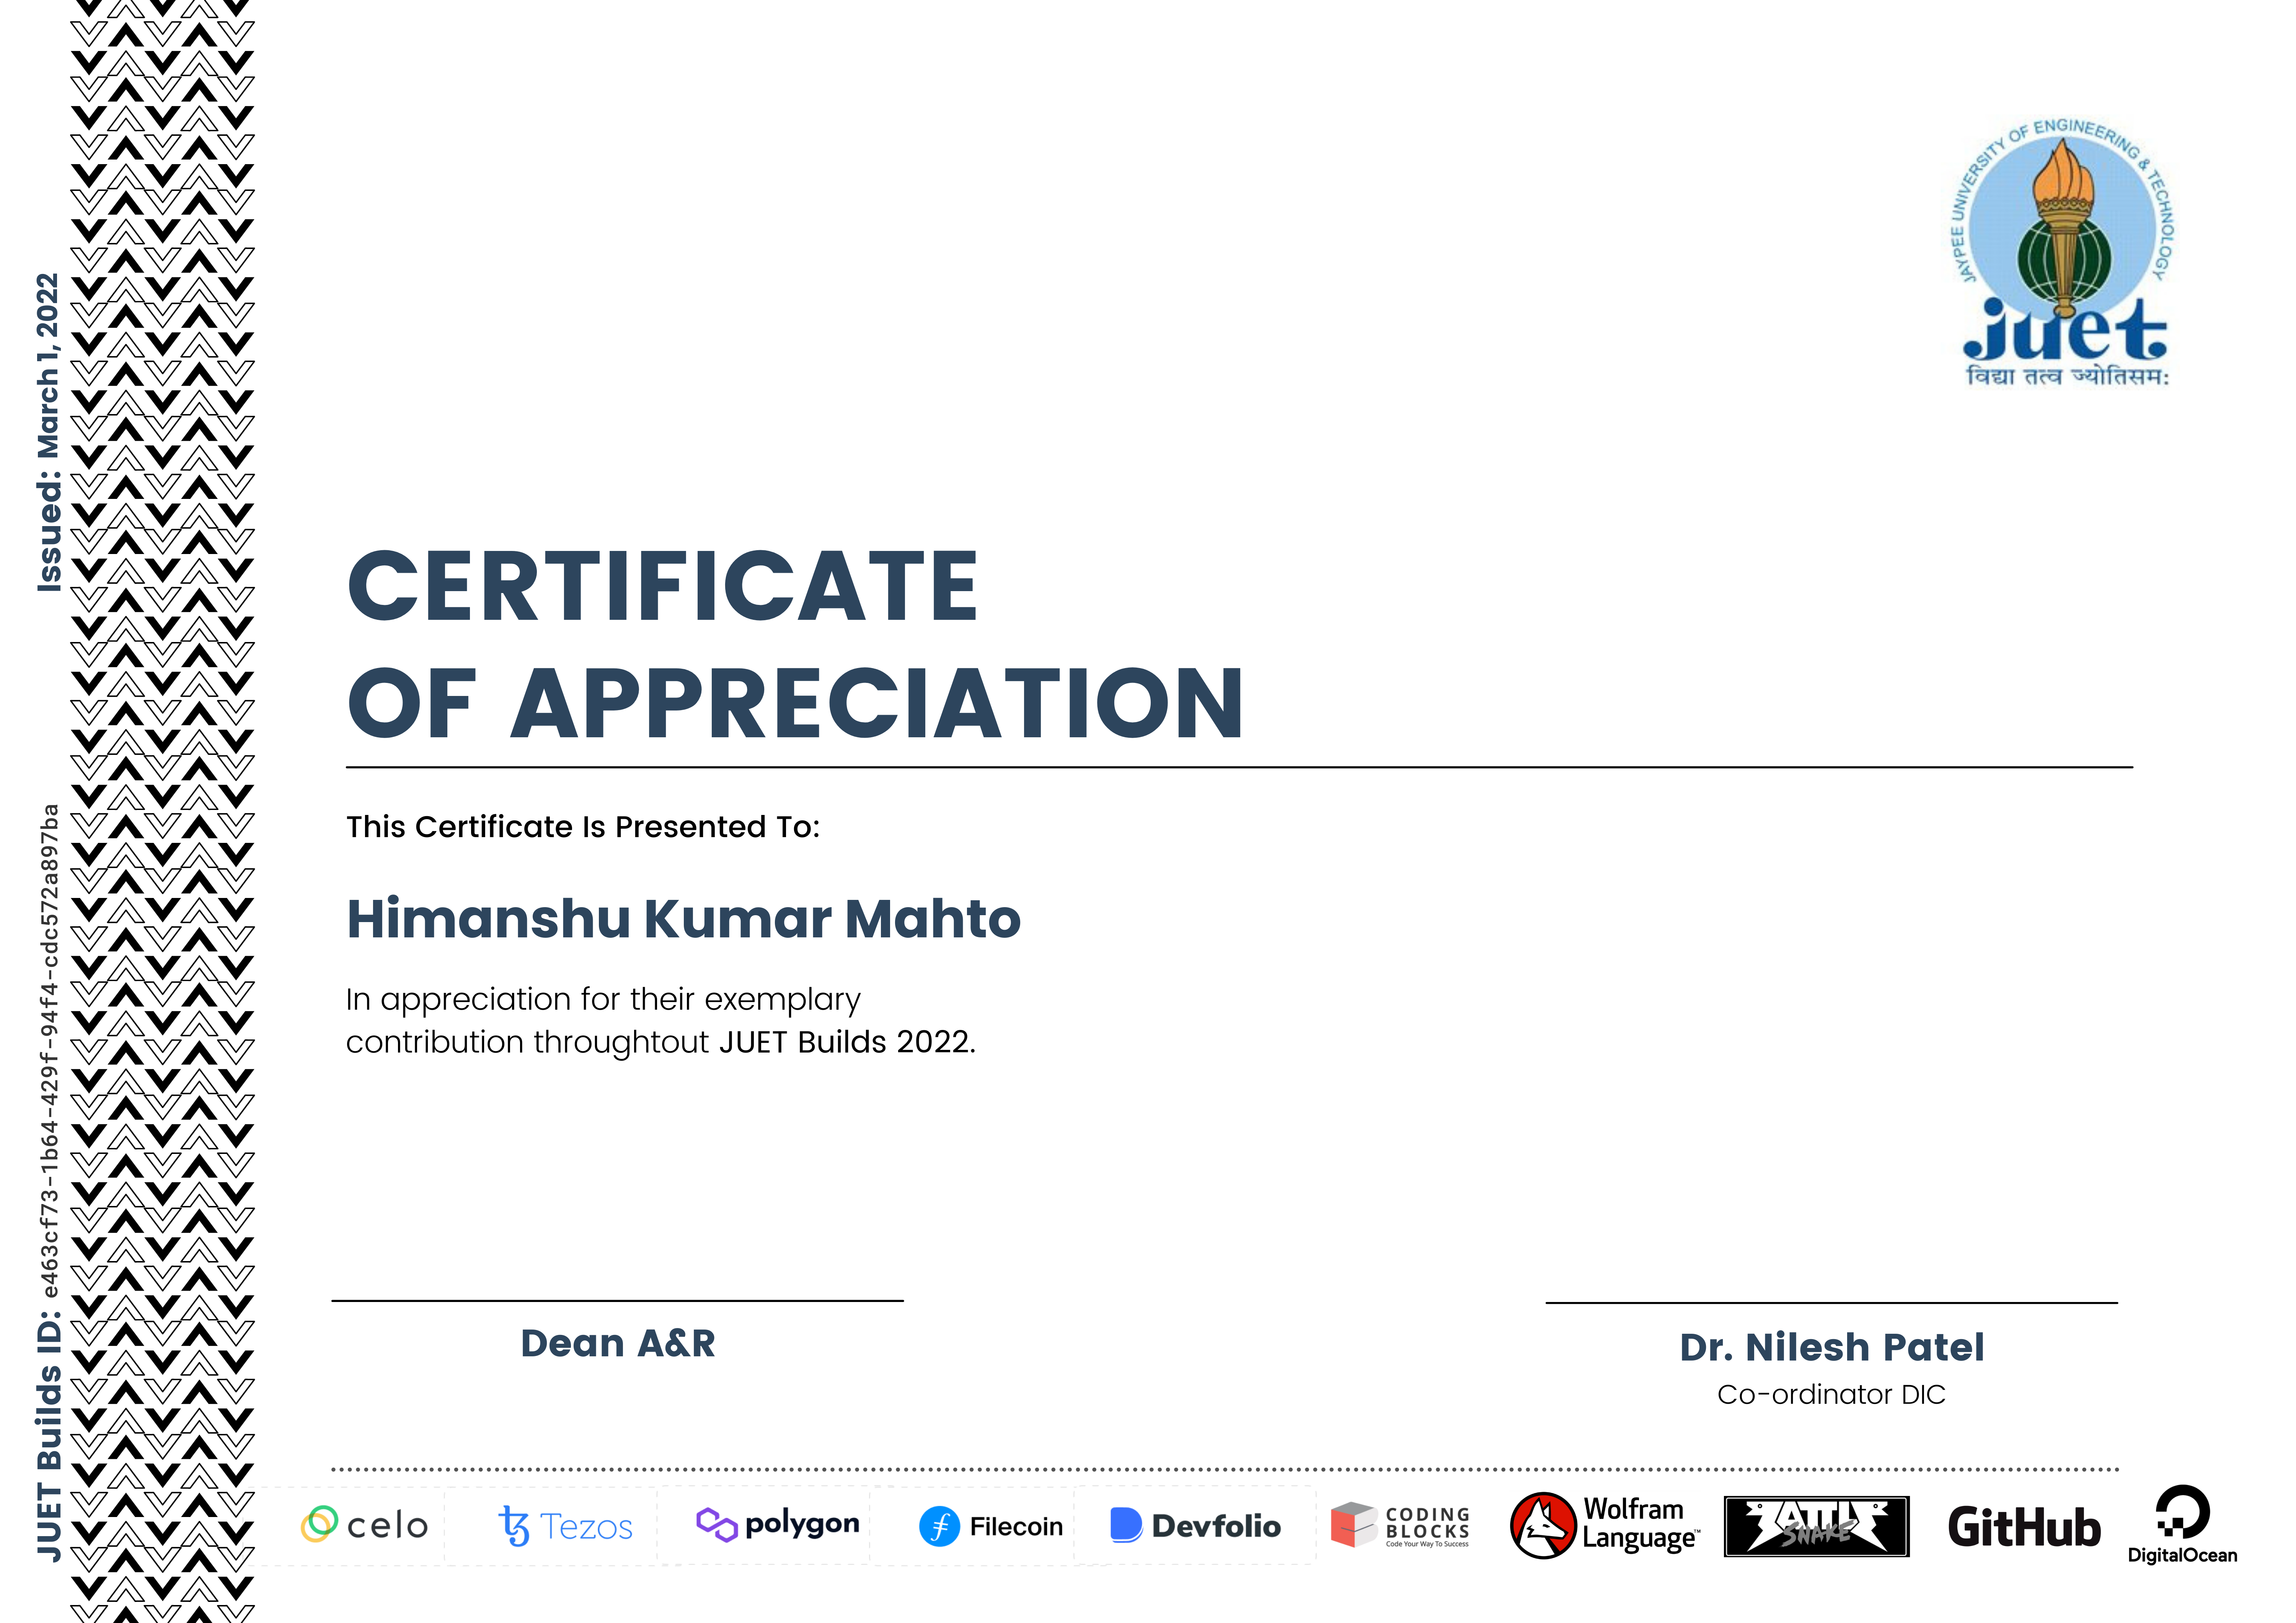 JAYPEE UNIVERSITY OF ENGINEERING & TECHNOLOGY
juet
विद्या तत्व ज्योतिसम:
Issued: March 1, 2022
JUET Builds ID: e463cf73-1b64-429f-94f4-cdc572a897ba
CERTIFICATE
OF APPRECIATION
This Certificate Is Presented To:
Himanshu Kumar Mahto
In appreciation for their exemplary
contribution throughtout JUET Builds 2022.
Dean A&R
Dr. Nilesh Patel
Co-ordinator DIC
celo
Tezos
polygon
Filecoin
Devfolio
CODING
BLOCKS
Code Your Way To Success
Wolfram
Language™
SNAKE
GitHub
DigitalOcean